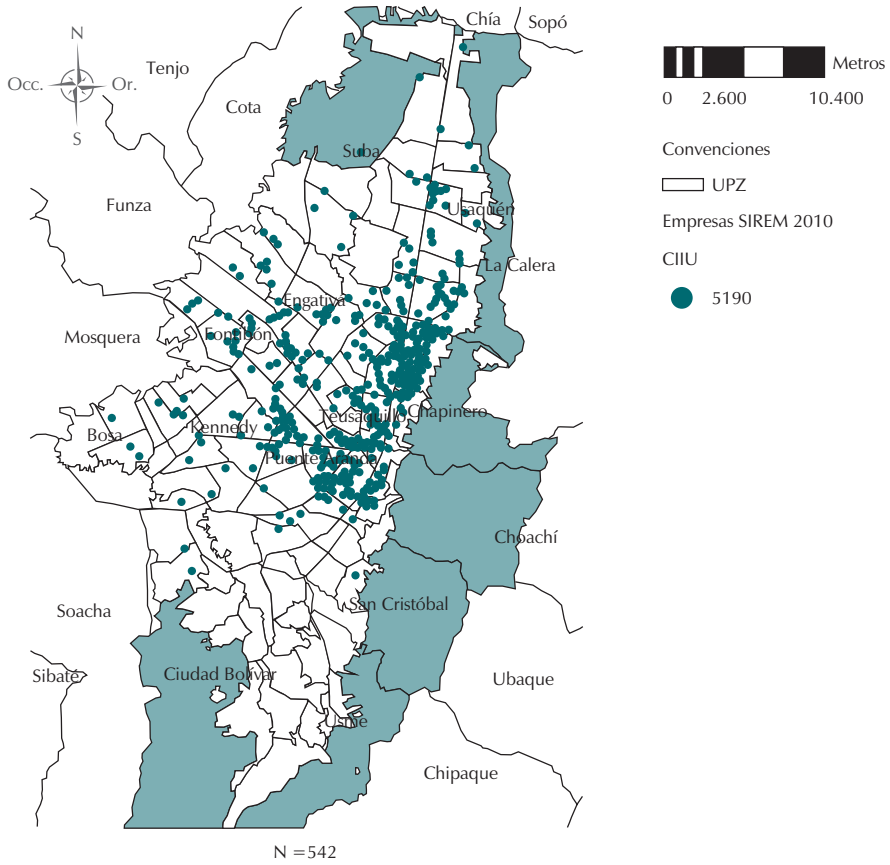 Chía
Sopó
N
Tenjo
Occ.
Or.
Cota
S
Suba
Funza
Usaquén
La Calera
Engativa
Mosquera
Fontibón
Teusaquillo
Chapinero
Bosa
Kennedy
Puente Aranda
Choachí
Soacha
San Cristóbal
Sibaté
Ciudad Bolívar
Ubaque
Usme
Chipaque
N =542
Metros
0 2.600 10.400
Convenciones
UPZ
Empresas SIREM 2010
CIIU
5190